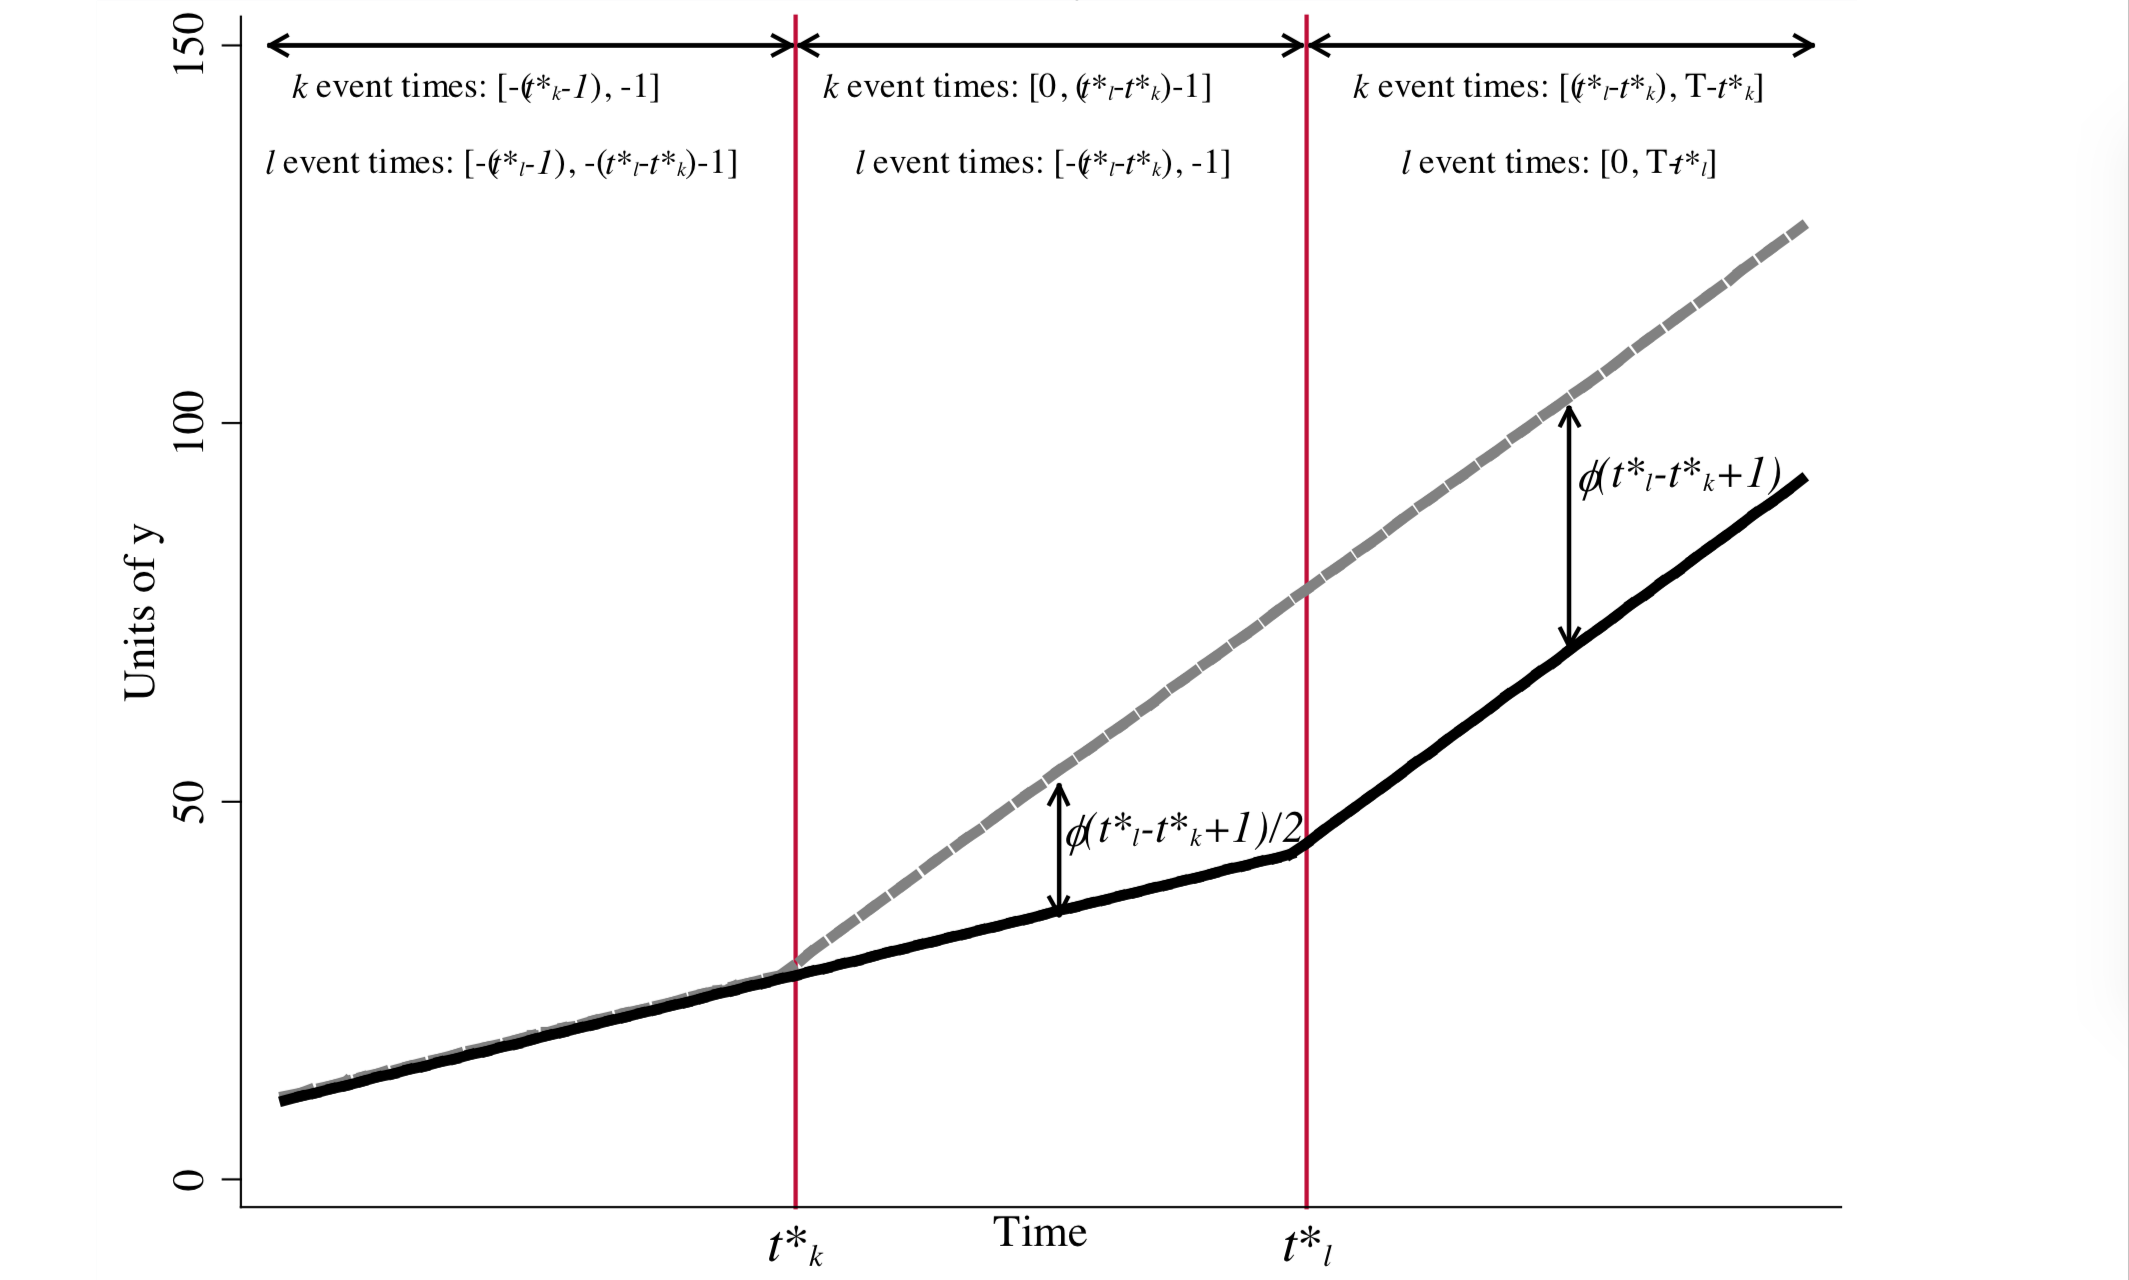 150
k event times: [-(t*k-1), -1]
k event times: [0, (t*l-t*k)-1]
k event times: [(t*l-t*k), T-t*k]
l event times: [-(t*l-1), -(t*l-t*k)-1]
l event times: [-(t*l-t*k), -1]
l event times: [0, T-t*l]
100
ϕ(t*l-t*k+1)
Units of y
50
ϕ(t*l-t*k+1)/2
0
t*k
Time
t*l